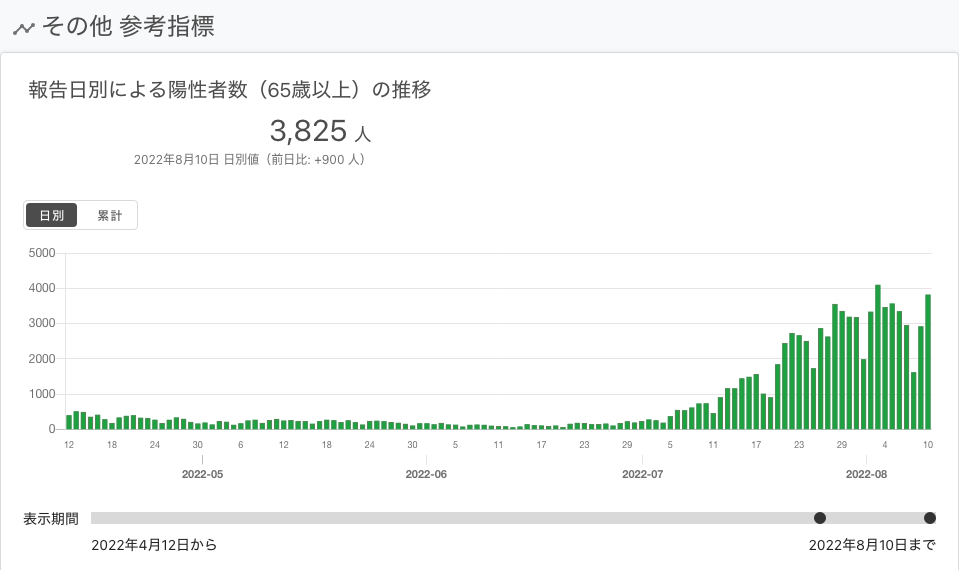 その他 参考指標
報告日別による陽性者数（65歳以上）の推移
3,825 人
2022年8月10日 日別値（前日比: +900 人）
日別 累計
5000
4000
3000
2000
1000
0
12 18 24 30 6 12 18 24 30 5 11 17 23 29 5 11 17 23 29 4 10
2022-05 2022-06 2022-07 2022-08
表示期間
2022年4月12日から 2022年8月10日まで